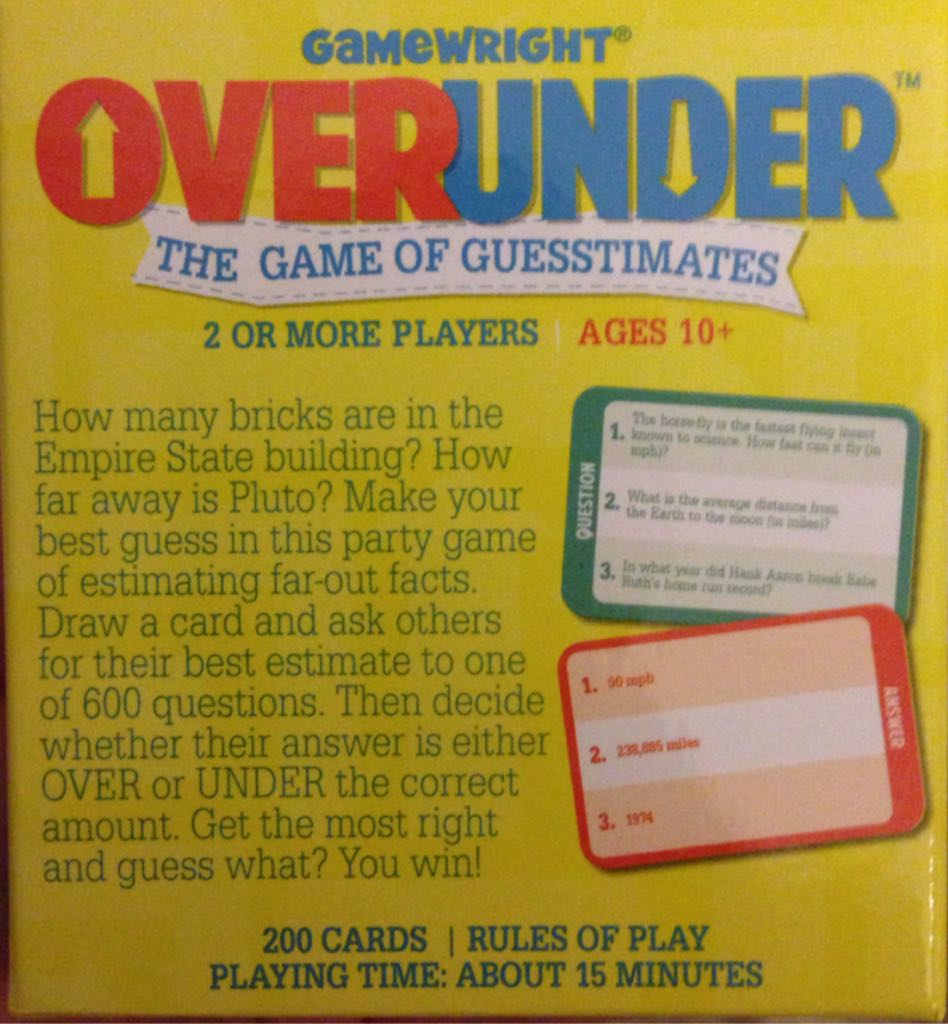 GAMEWRIGHT®
OVERUNDER™
THE GAME OF GUESSTIMATES
2 OR MORE PLAYERS | AGES 10+
How many bricks are in the
Empire State building? How
far away is Pluto? Make your
best guess in this party game
of estimating far-out facts.
Draw a card and ask others
for their best estimate to one
of 600 questions. Then decide
whether their answer is either
OVER or UNDER the correct
amount. Get the most right
and guess what? You win!
QUESTION
1. The horse-fly is the fastest flying insect
known to science. How fast can it fly (in
mph)?
2. What is the average distance from
the Earth to the moon (in miles)?
3. In what year did Hank Aaron break Babe
Ruth's home run record?
ANSWER
1. 90 mph
2. 238,885 miles
3. 1974
200 CARDS | RULES OF PLAY
PLAYING TIME: ABOUT 15 MINUTES